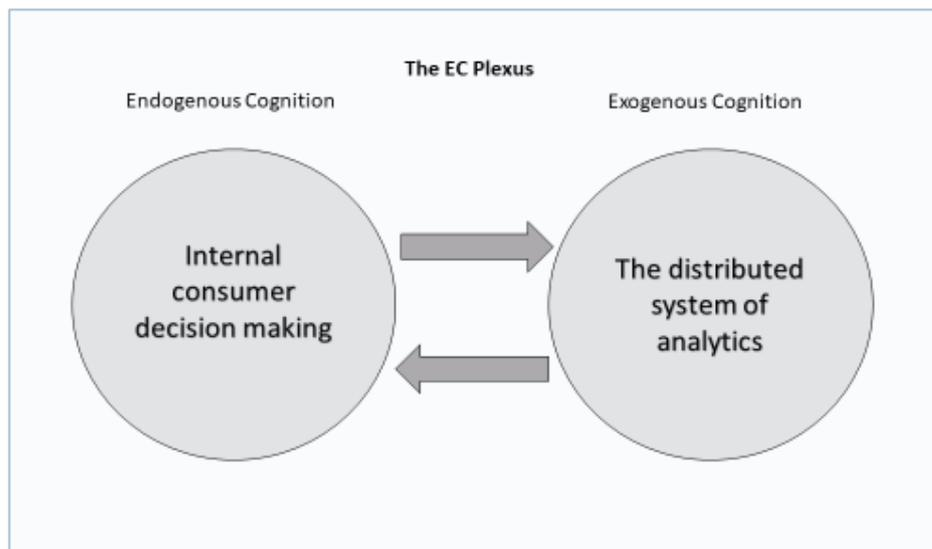 The EC Plexus
Endogenous Cognition
Exogenous Cognition
Internal
consumer
decision making
The distributed
system of
analytics